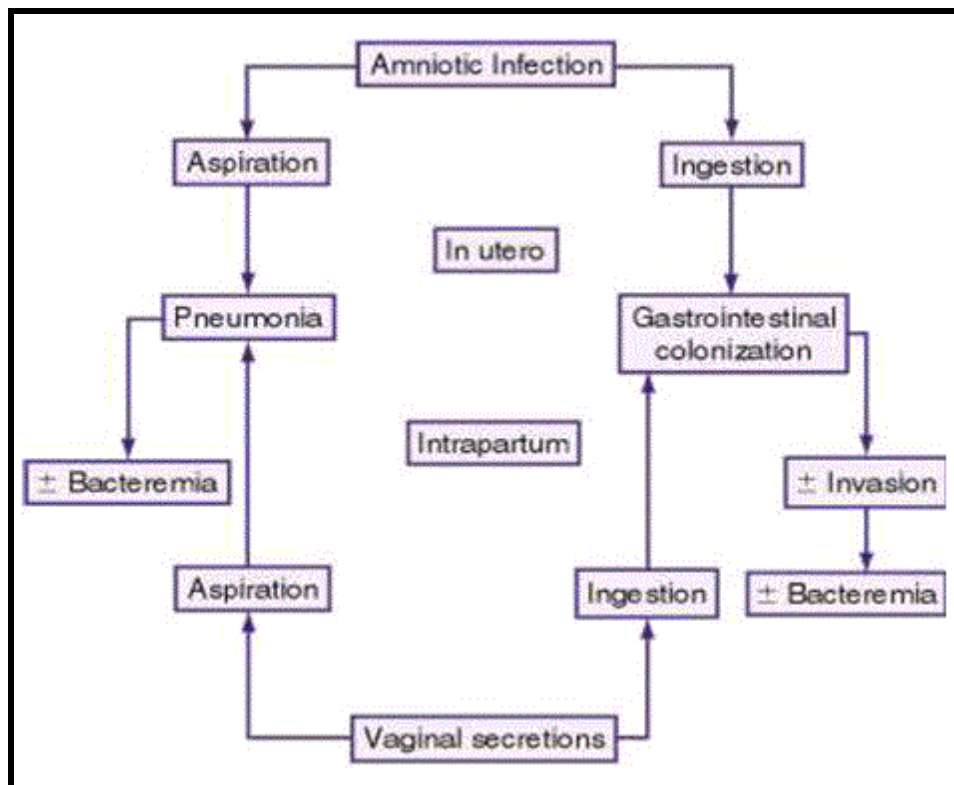 Amniotic Infection
Aspiration
Ingestion
In utero
Pneumonia
Gastrointestinal
colonization
Intrapartum
± Bacteremia
± Invasion
Aspiration
Ingestion
± Bacteremia
Vaginal secretions